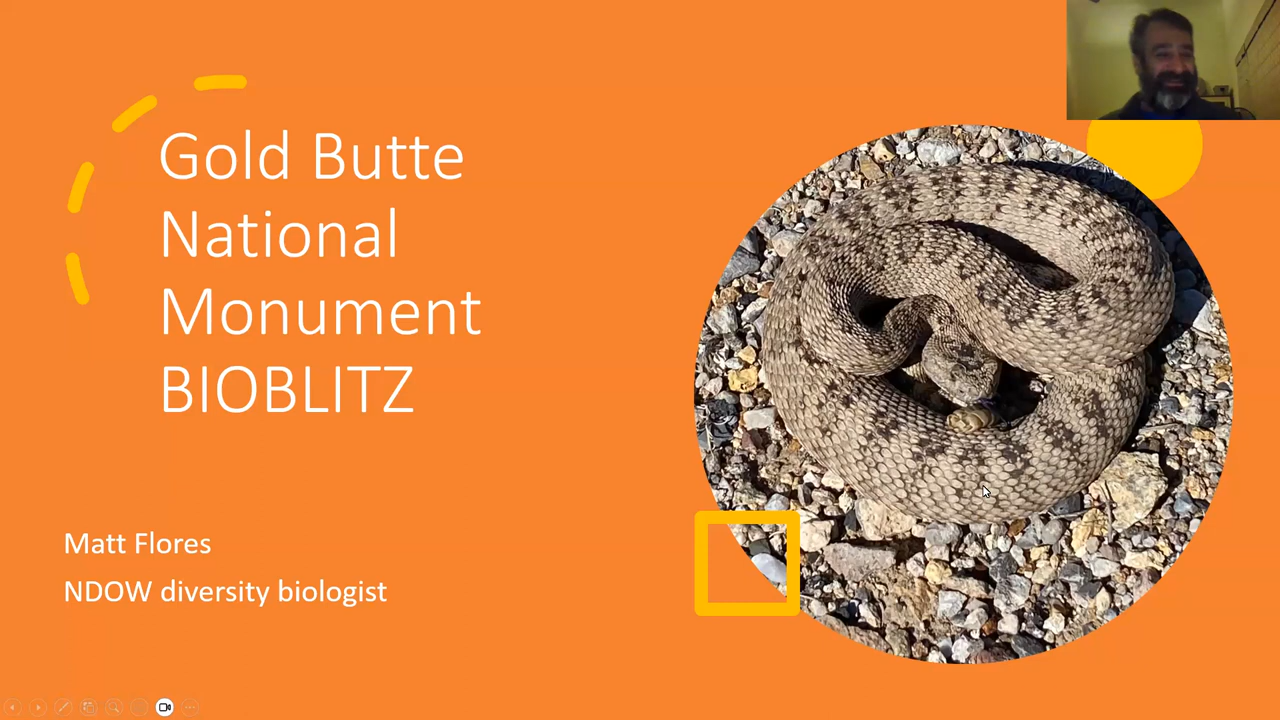 Gold Butte
National
Monument
BIOBLITZ
Matt Flores
NDOW diversity biologist